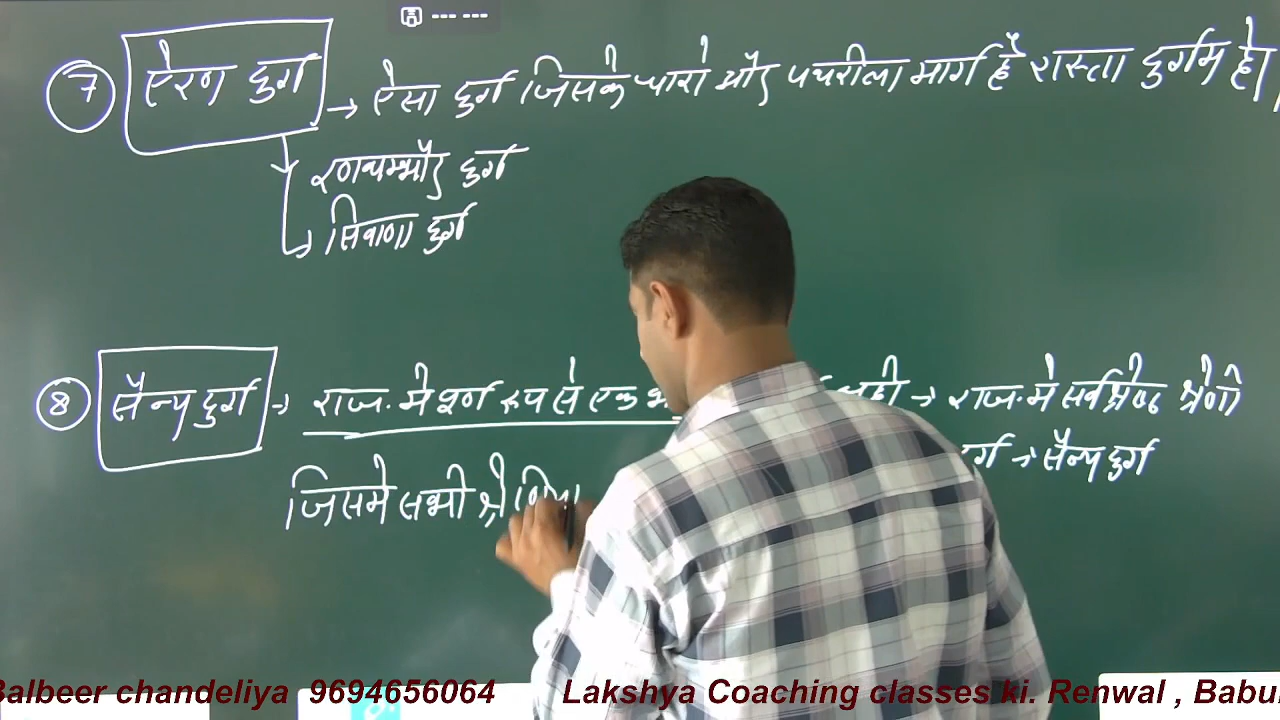 7 ऐरण दुर्ग → ऐसा दुर्ग जिसके चारो ओर पथरीला मार्ग हैं रास्ता दुर्गम हो।
रणथम्भौर दुर्ग
सिवाणा दुर्ग
8 सैन्य दुर्ग → राज. मे पूर्ण रूप से एक नही → राज. मे सर्वश्रेष्ठ श्रेणी
→ सैन्य दुर्ग
जिसमे सभी श्रेणिया
Balbeer chandeliya 9694656064 Lakshya Coaching classes ki. Renwal , Babu